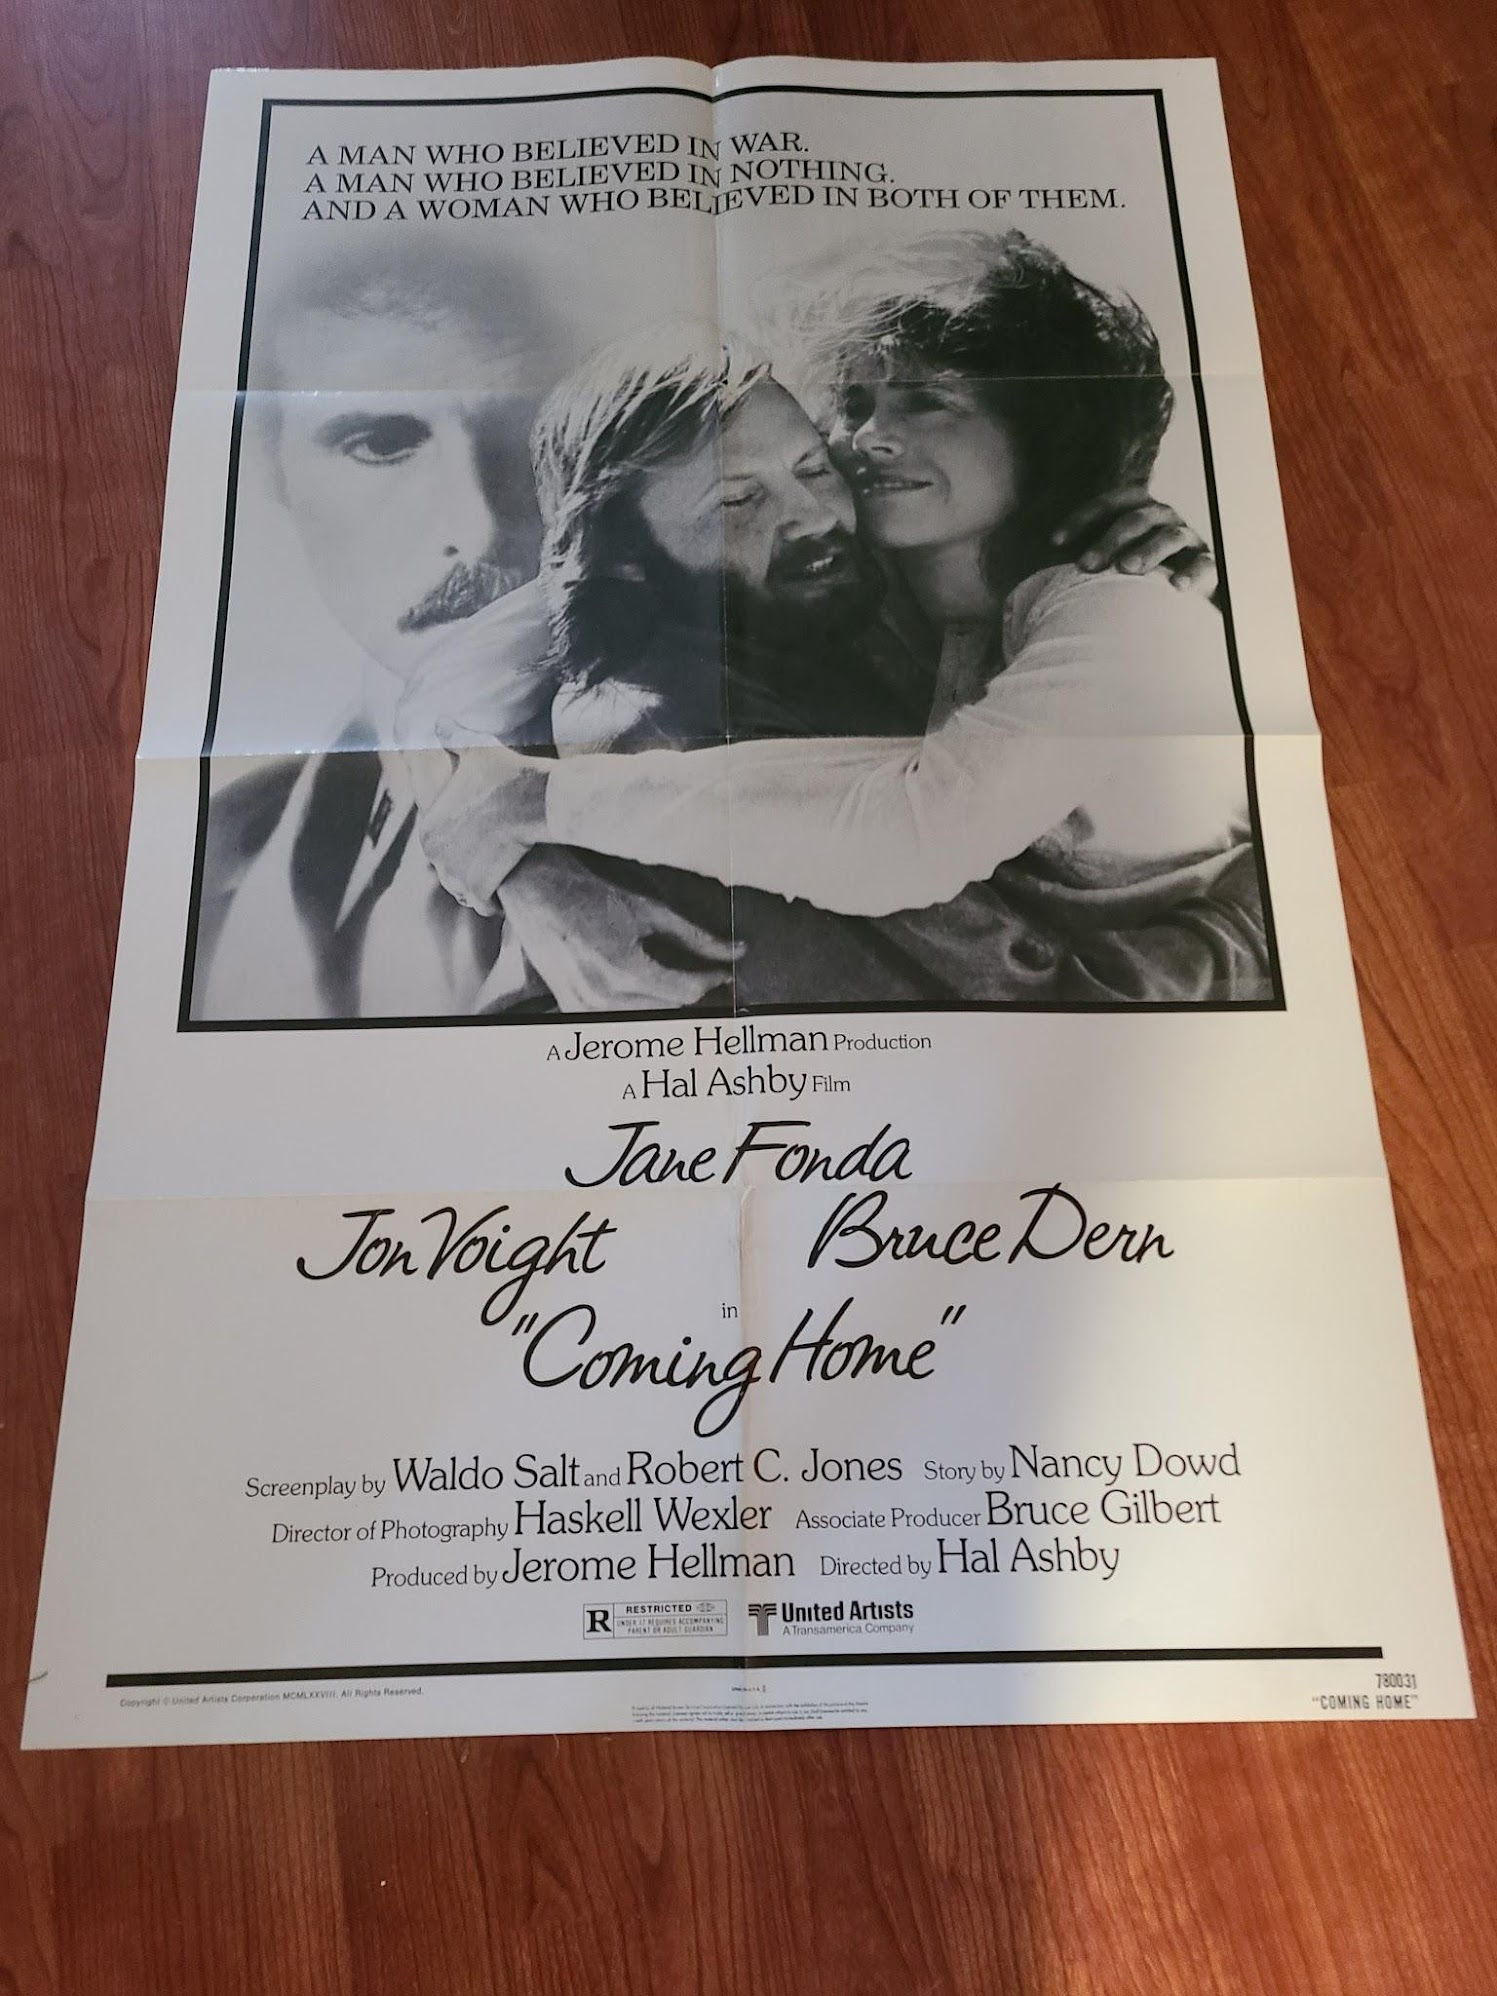 A MAN WHO BELIEVED IN WAR.
A MAN WHO BELIEVED IN NOTHING.
AND A WOMAN WHO BELIEVED IN BOTH OF THEM.
A Jerome Hellman Production
A Hal Ashby Film
Jane Fonda
Jon Voight Bruce Dern
in
"Coming Home"
Screenplay by Waldo Salt and Robert C. Jones Story by Nancy Dowd
Director of Photography Haskell Wexler Associate Producer Bruce Gilbert
Produced by Jerome Hellman Directed by Hal Ashby
R RESTRICTED
UNDER 17 REQUIRES ACCOMPANYING
PARENT OR ADULT GUARDIAN
United Artists
A Transamerica Company
Copyright © United Artists Corporation MCMLXXVIII. All Rights Reserved.
780031
"COMING HOME"